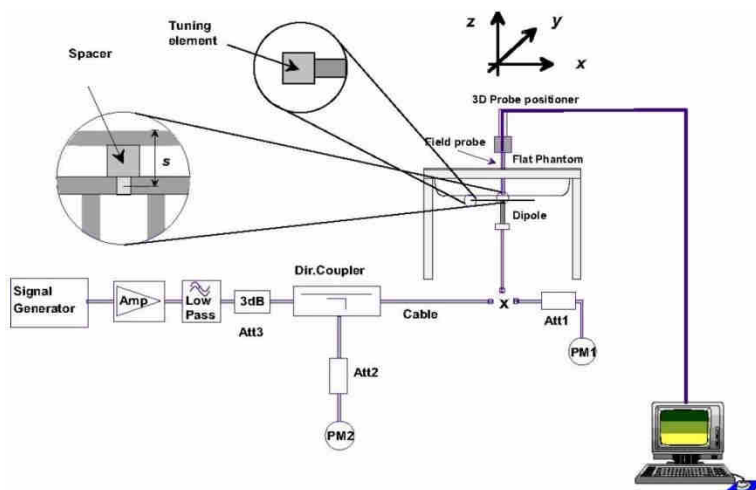 Tuning
element
Spacer
z
y
x
3D Probe positioner
s
Field probe
Flat Phantom
Dipole
Dir.Coupler
Signal
Generator
Amp
Low
Pass
3dB
Att3
Cable
x
Att1
PM1
Att2
PM2